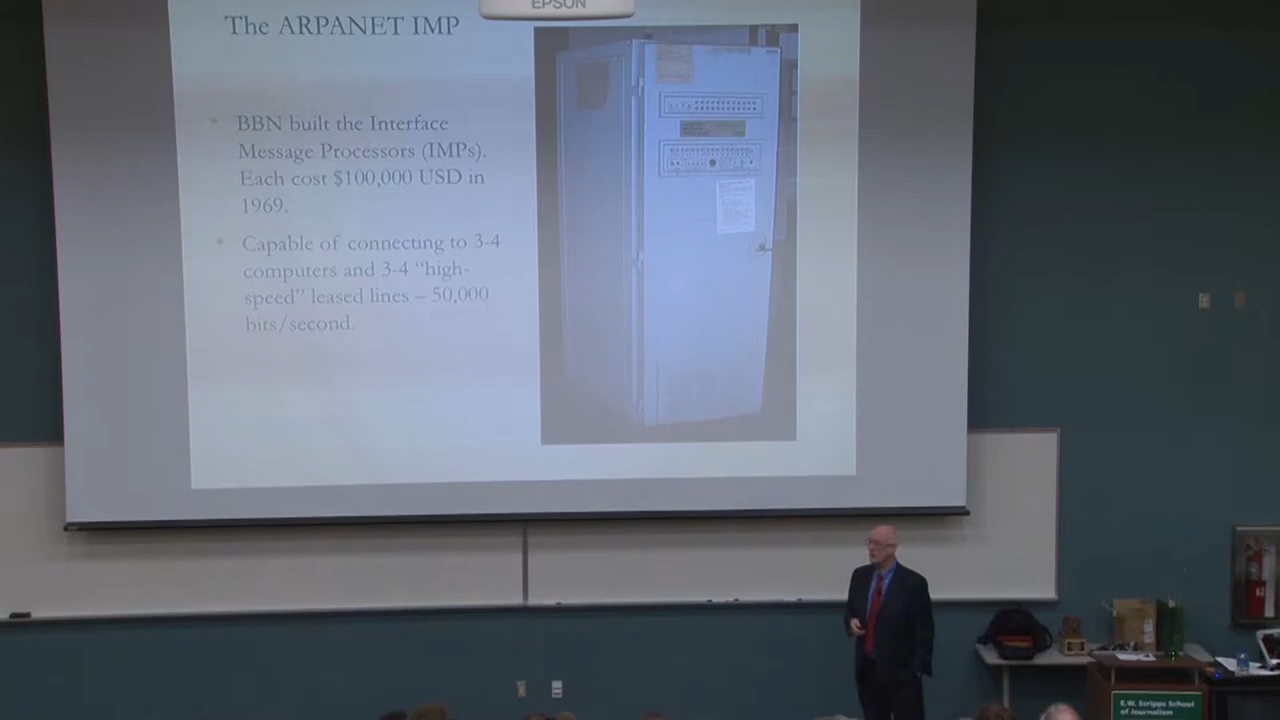 EPSON
The ARPANET IMP
• BBN built the Interface
Message Processors (IMPs).
Each cost $100,000 USD in
1969.
• Capable of connecting to 3-4
computers and 3-4 “high-
speed” leased lines – 50,000
bits/second.
E.W. Scripps School
of Journalism